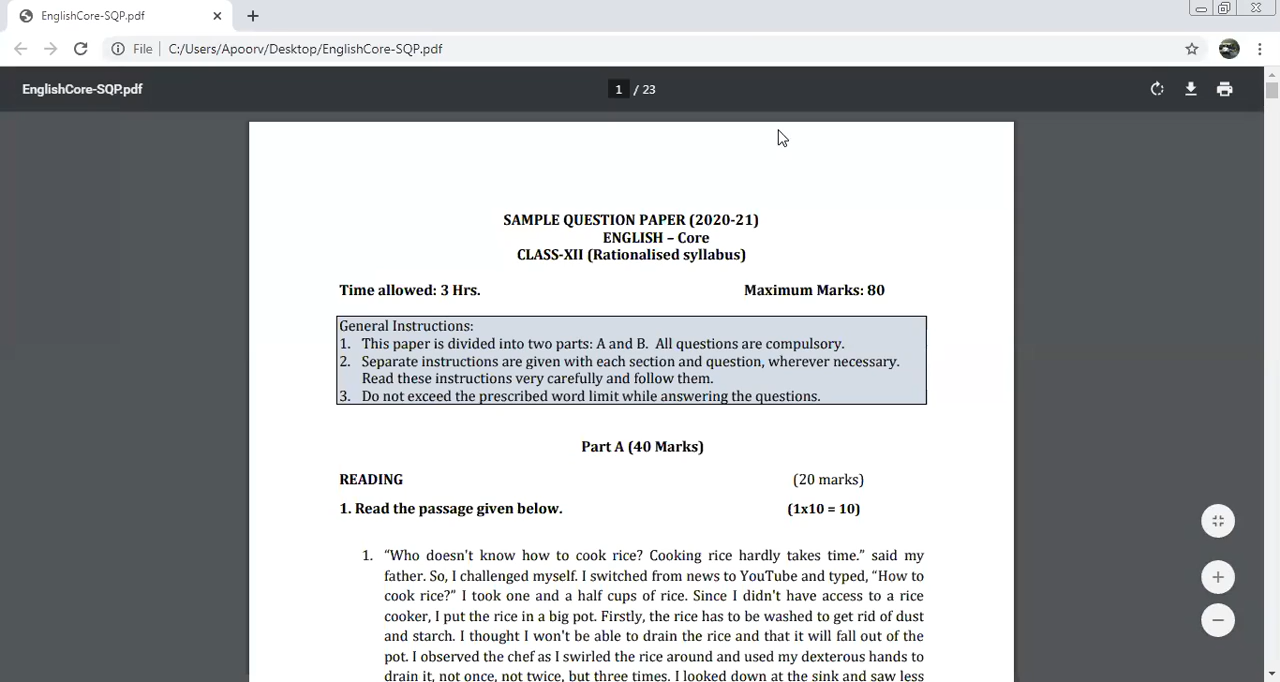 EnglishCore-SQP.pdf
File C:/Users/Apoorv/Desktop/EnglishCore-SQP.pdf
EnglishCore-SQP.pdf
1 / 23
SAMPLE QUESTION PAPER (2020-21)
ENGLISH – Core
CLASS-XII (Rationalised syllabus)
Time allowed: 3 Hrs. Maximum Marks: 80
General Instructions:
1. This paper is divided into two parts: A and B. All questions are compulsory.
2. Separate instructions are given with each section and question, wherever necessary.
Read these instructions very carefully and follow them.
3. Do not exceed the prescribed word limit while answering the questions.
Part A (40 Marks)
READING (20 marks)
1. Read the passage given below. (1x10 = 10)
1. “Who doesn't know how to cook rice? Cooking rice hardly takes time.” said my
father. So, I challenged myself. I switched from news to YouTube and typed, “How to
cook rice?” I took one and a half cups of rice. Since I didn't have access to a rice
cooker, I put the rice in a big pot. Firstly, the rice has to be washed to get rid of dust
and starch. I thought I won't be able to drain the rice and that it will fall out of the
pot. I observed the chef as I swirled the rice around and used my dexterous hands to
drain it, not once, not twice, but three times. I looked down at the sink and saw less